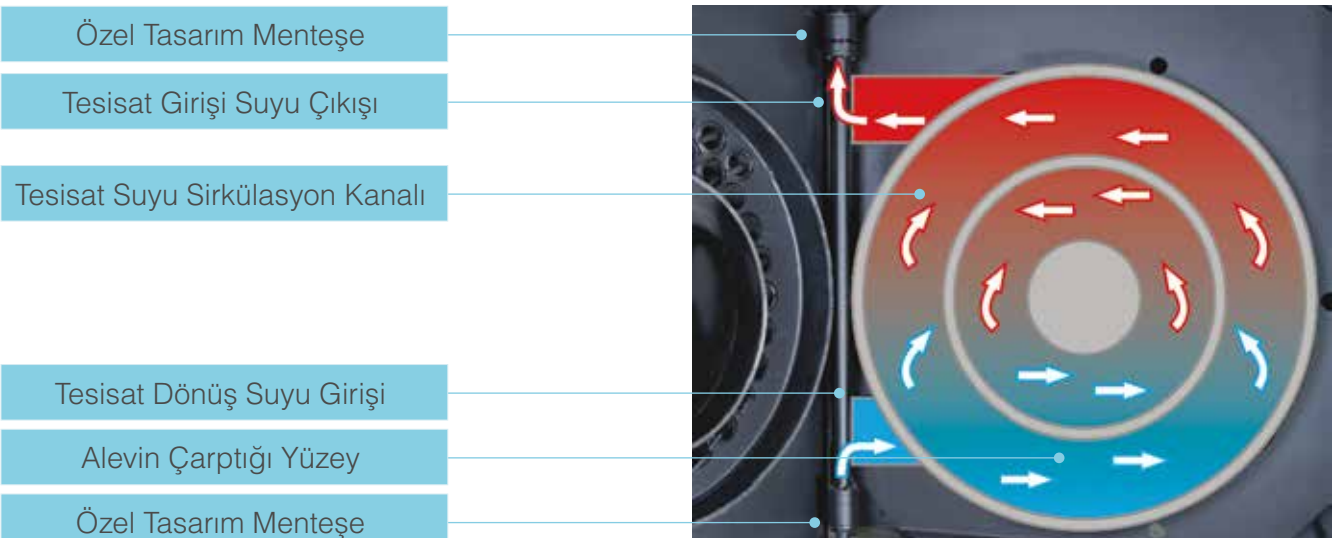 Özel Tasarım Menteşe
Tesisat Girişi Suyu Çıkışı
Tesisat Suyu Sirkülasyon Kanalı
Tesisat Dönüş Suyu Girişi
Alevin Çarptığı Yüzey
Özel Tasarım Menteşe